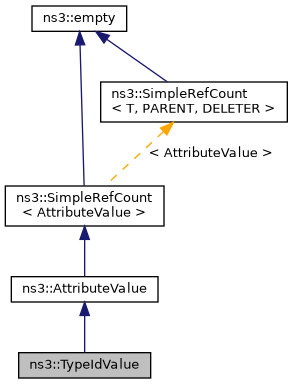 ns3::empty
ns3::SimpleRefCount
< T, PARENT, DELETER >
< AttributeValue >
ns3::SimpleRefCount
< AttributeValue >
ns3::AttributeValue
ns3::TypeIdValue